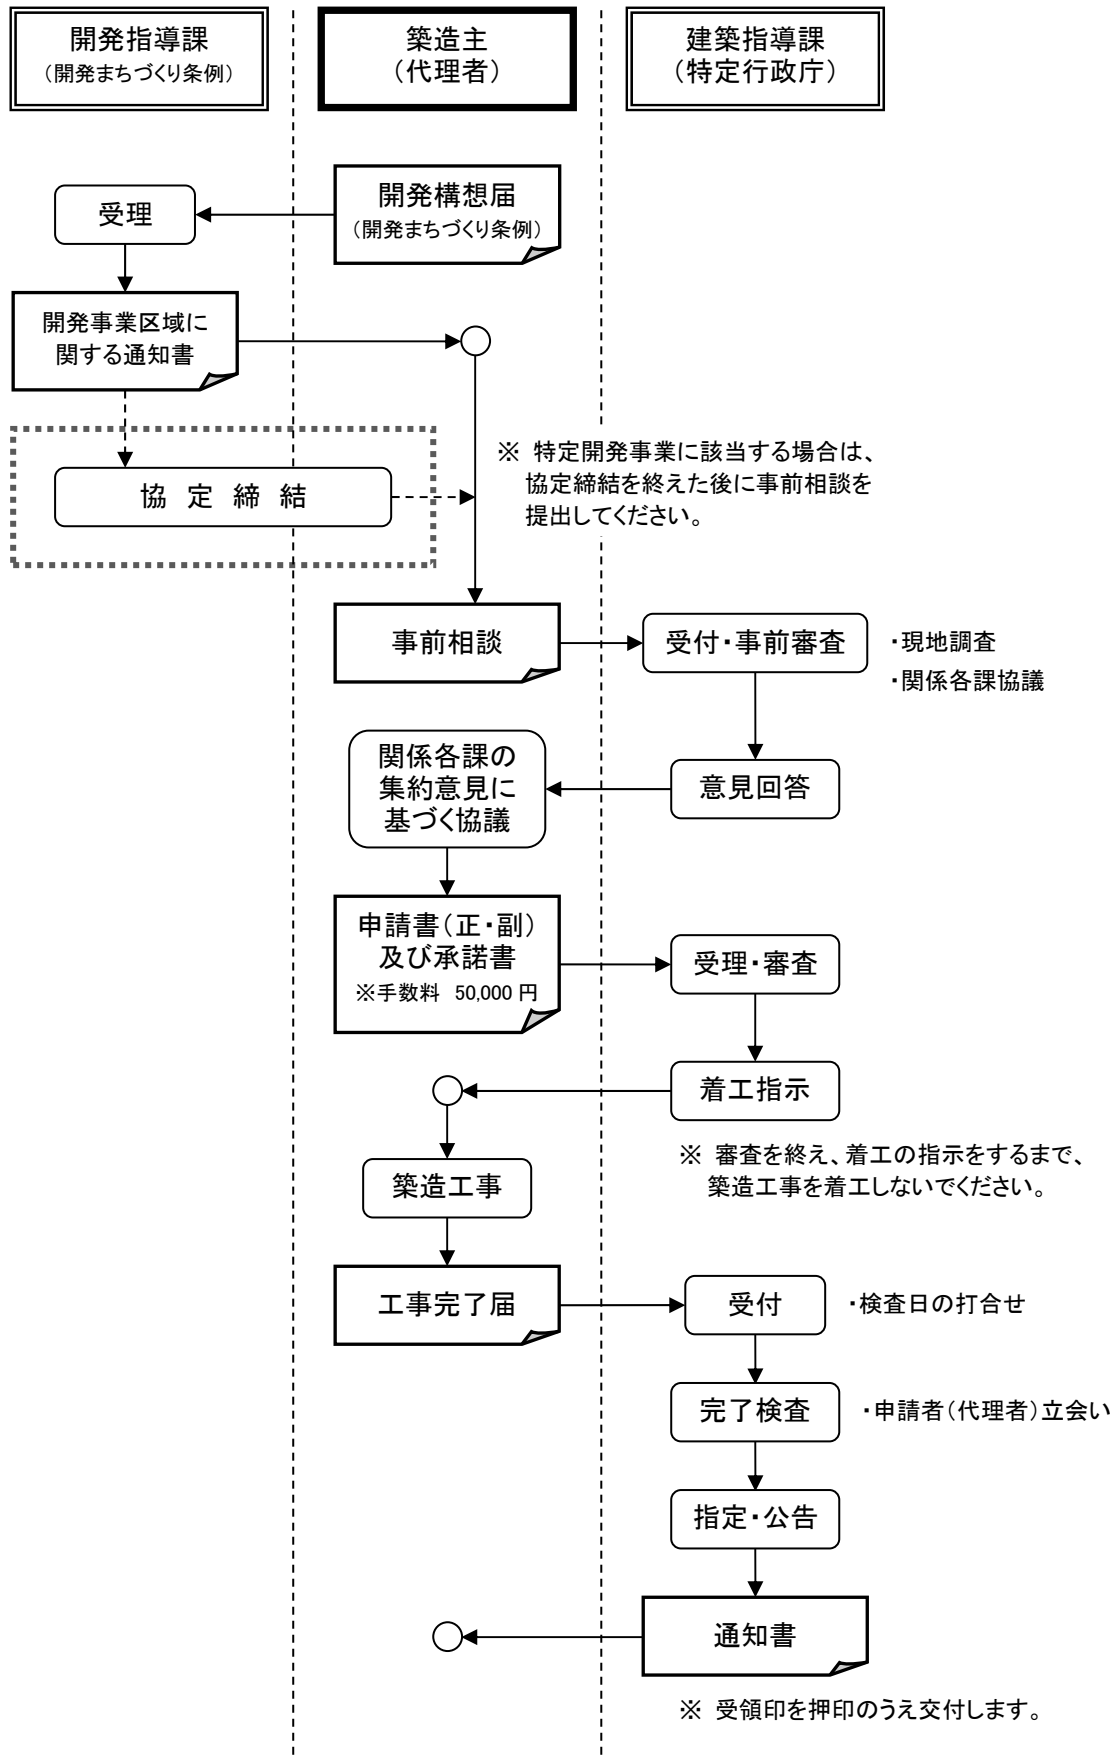 開発指導課
（開発まちづくり条例）
築造主
（代理者）
建築指導課
（特定行政庁）
開発構想届
（開発まちづくり条例）
受理
開発事業区域に
関する通知書
※ 特定開発事業に該当する場合は、
協定締結を終えた後に事前相談を
提出してください。
協 定 締 結
事前相談
受付・事前審査
・現地調査
・関係各課協議
意見回答
関係各課の
集約意見に
基づく協議
申請書（正・副）
及び承諾書
※手数料 50,000 円
受理・審査
着工指示
※ 審査を終え、着工の指示をするまで、
築造工事を着工しないでください。
築造工事
工事完了届
受付
・検査日の打合せ
完了検査
・申請者（代理者）立会い
指定・公告
通知書
※ 受領印を押印のうえ交付します。